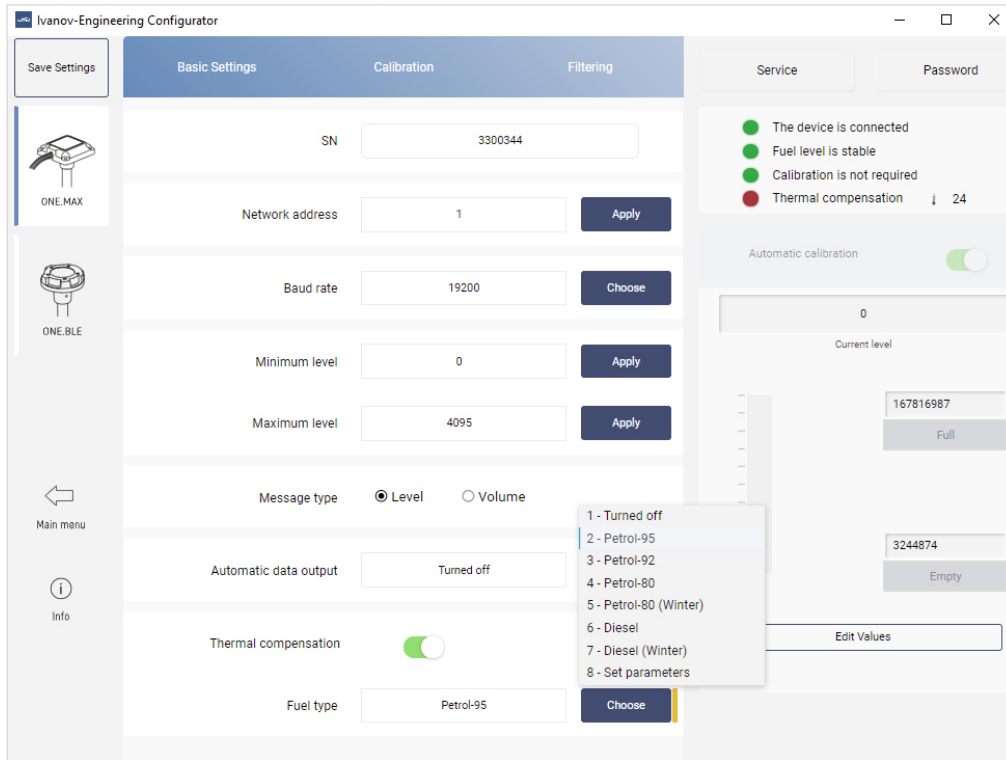 Ivanov-Engineering Configurator
Save Settings
Basic Settings
Calibration
Filtering
Service
Password
ONE.MAX
ONE.BLE
Main menu
Info
SN
3300344
Network address
1
Apply
Baud rate
19200
Choose
Minimum level
0
Apply
Maximum level
4095
Apply
Message type
Level
Volume
Automatic data output
Turned off
Thermal compensation
Fuel type
Petrol-95
Choose
1 - Turned off
2 - Petrol-95
3 - Petrol-92
4 - Petrol-80
5 - Petrol-80 (Winter)
6 - Diesel
7 - Diesel (Winter)
8 - Set parameters
The device is connected
Fuel level is stable
Calibration is not required
Thermal compensation
24
Automatic calibration
0
Current level
167816987
Full
3244874
Empty
Edit Values